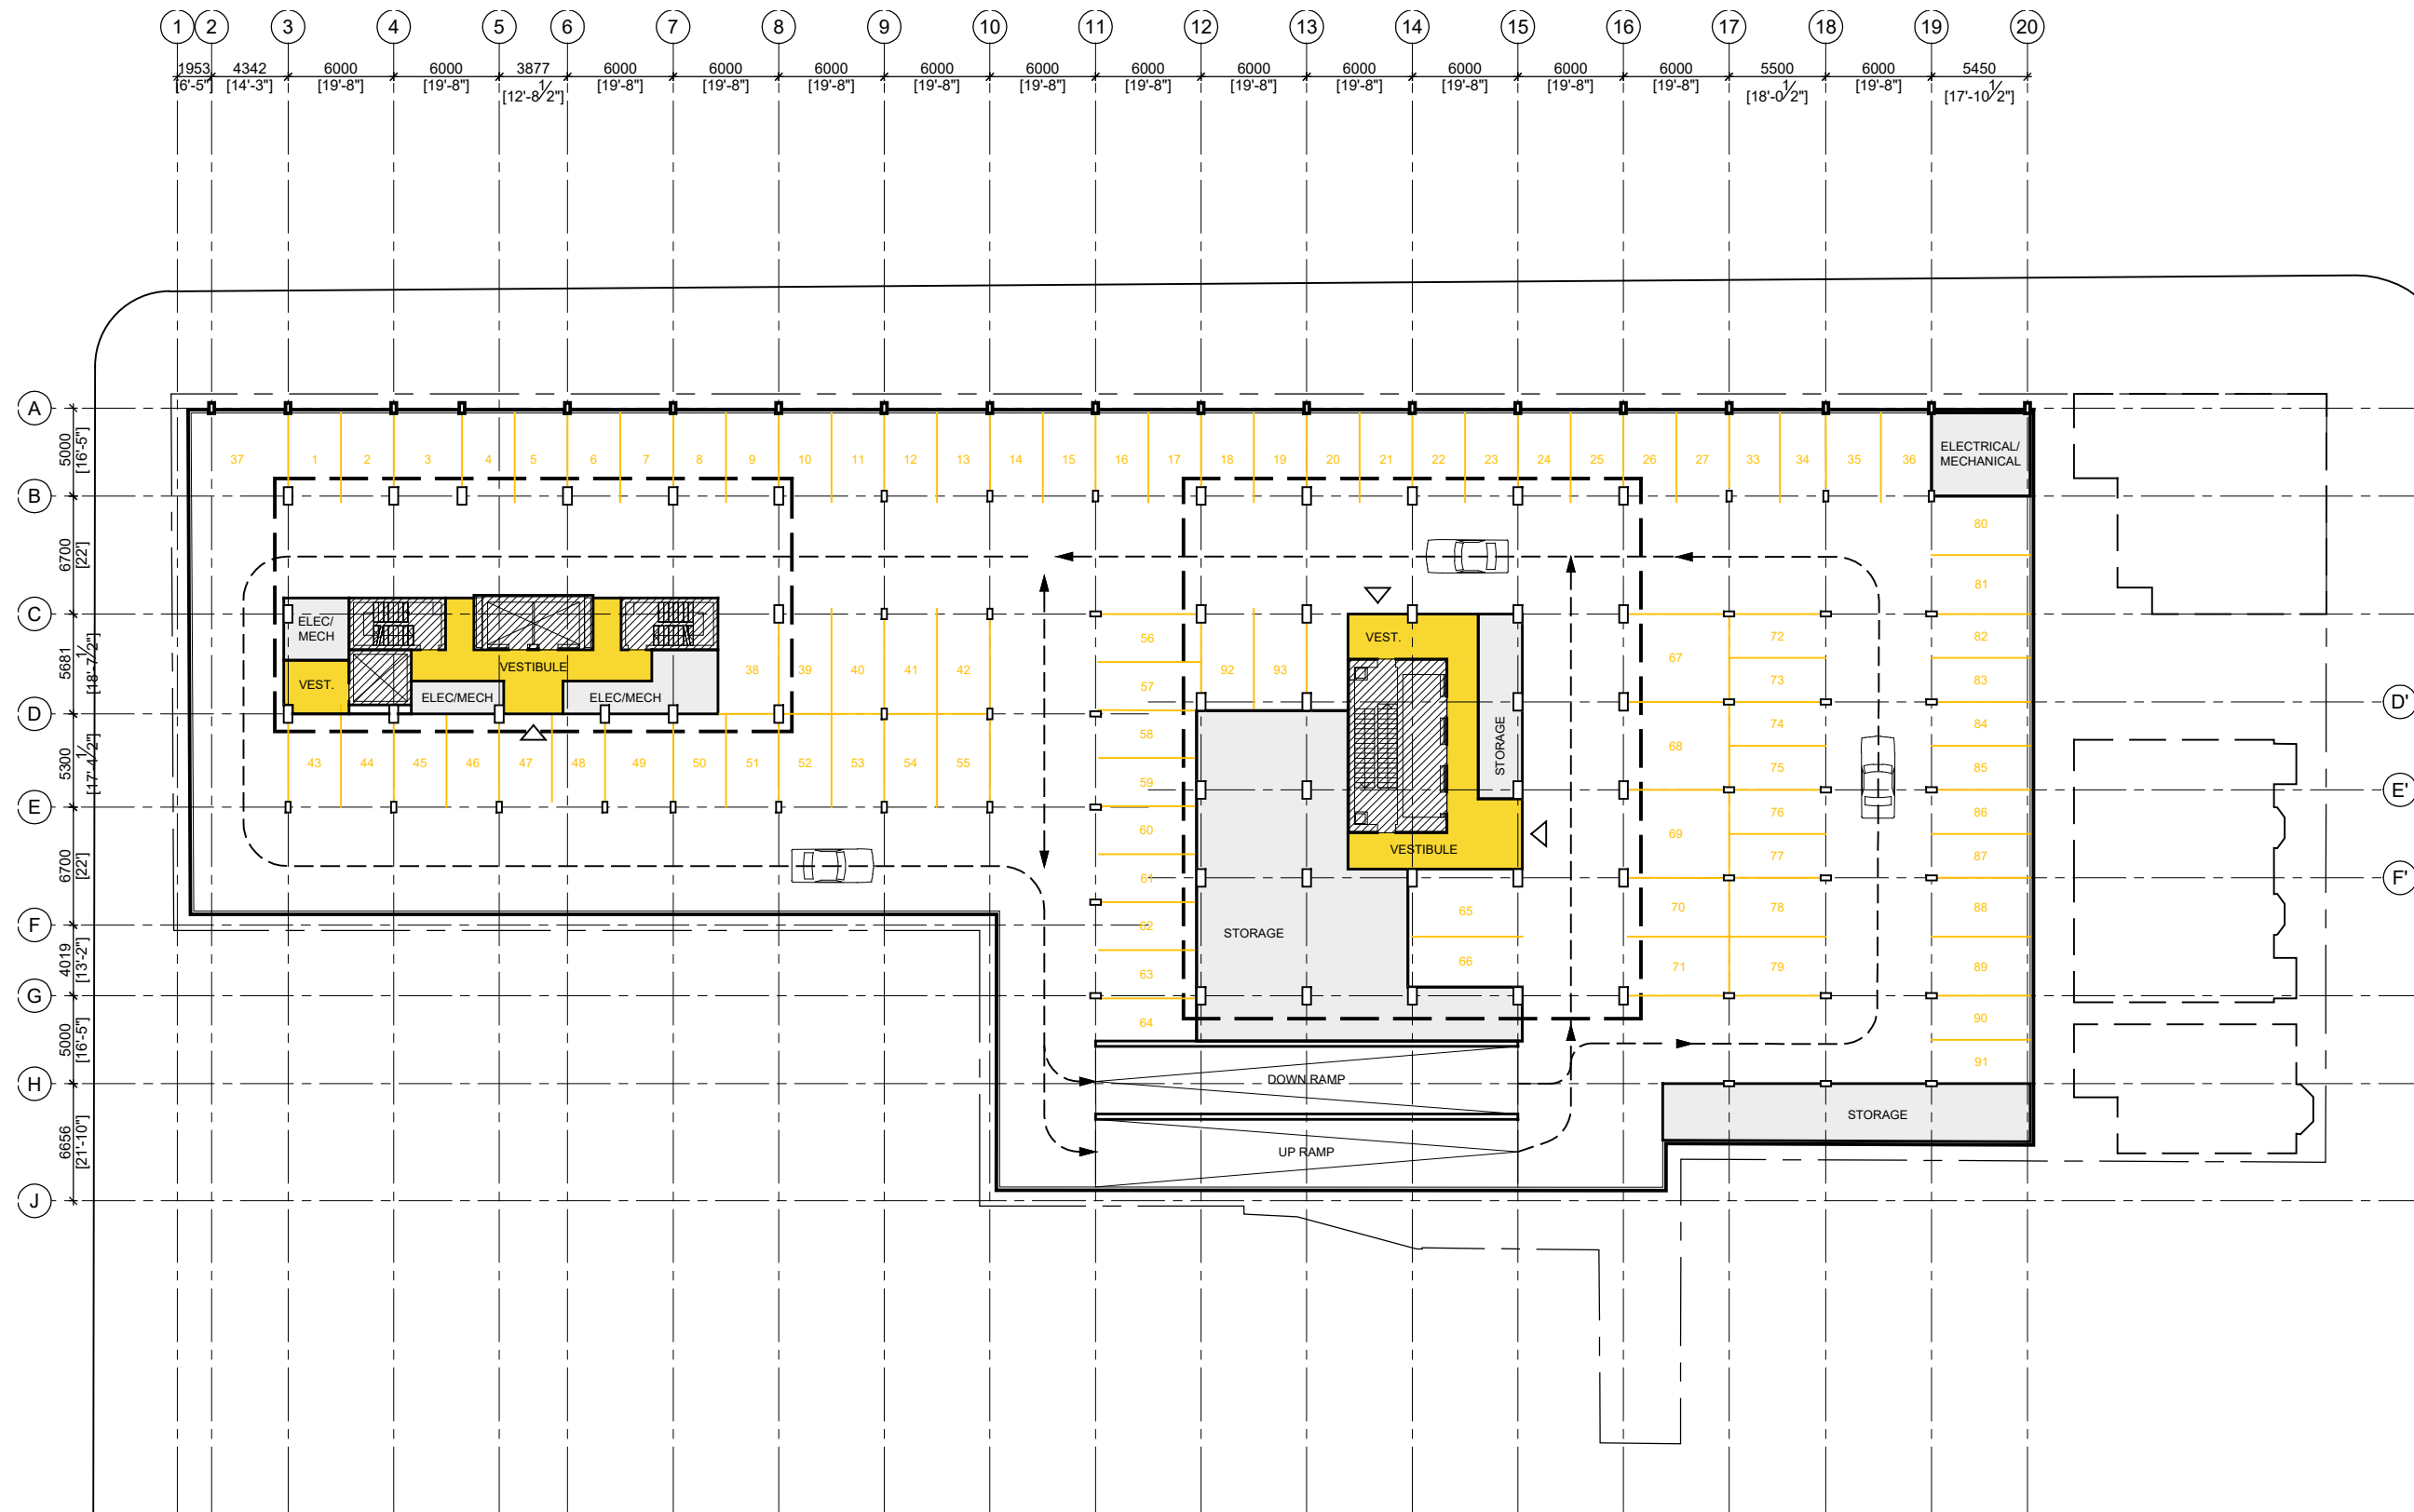 1 2 3 4 5 6 7 8 9 10 11 12 13 14 15 16 17 18 19 20
1953 4342 6000 6000 3877 6000 6000 6000 6000 6000 6000 6000 6000 6000 6000 6000 5500 6000 5450
[6'-5"] [14'-3"] [19'-8"] [19'-8"] [12'-8 1/2"] [19'-8"] [19'-8"] [19'-8"] [19'-8"] [19'-8"] [19'-8"] [19'-8"] [19'-8"] [19'-8"] [19'-8"] [19'-8"] [18'-0 1/2"] [19'-8"] [17'-10 1/2"]
A
5000
[16'-5"]
37 1 2 3 4 5 6 7 8 9 10 11 12 13 14 15 16 17 18 19 20 21 22 23 24 25 26 27 33 34 35 36
ELECTRICAL/
MECHANICAL
B
6700
[22']
80
81
C
5681
[18'-7 1/2"]
ELEC/
MECH
VEST.
VESTIBULE
ELEC/MECH
ELEC/MECH
38 39 40 41 42
56
57
92 93
VEST.
STORAGE
67
72
73
82
83
D
D'
5300
[17'-4 1/2"]
43 44 45 46 47 48 49 50 51 52 53 54 55
58
59
68
74
75
84
85
E
E'
6700
[22']
60
61
VESTIBULE
69
76
77
86
87
F'
F
4019
[13'-2"]
62
63
STORAGE
65
66
70
71
78
79
88
89
G
5000
[16'-5"]
64
90
91
H
DOWN RAMP
STORAGE
6656
[21'-10"]
UP RAMP
J